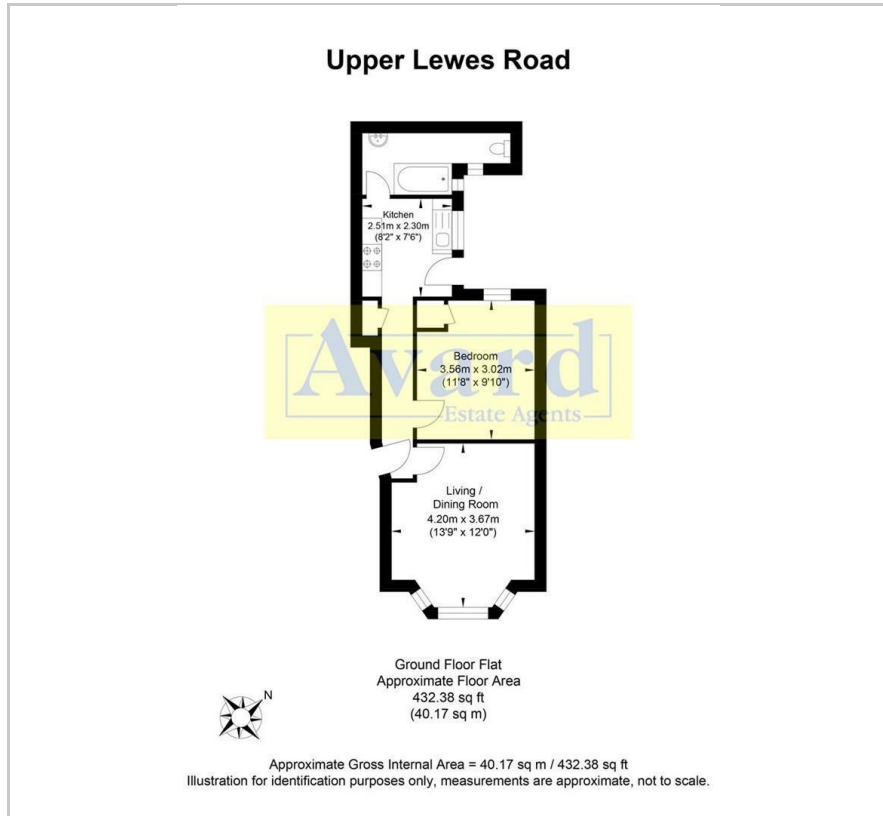 Upper Lewes Road
Kitchen
2.51m x 2.30m
(8'2" x 7'6")
Avard
Estate Agents
Bedroom
3.56m x 3.02m
(11'8" x 9'10")
Living /
Dining Room
4.20m x 3.67m
(13'9" x 12'0")
Ground Floor Flat
Approximate Floor Area
432.38 sq ft
(40.17 sq m)
N
Approximate Gross Internal Area = 40.17 sq m / 432.38 sq ft
Illustration for identification purposes only, measurements are approximate, not to scale.